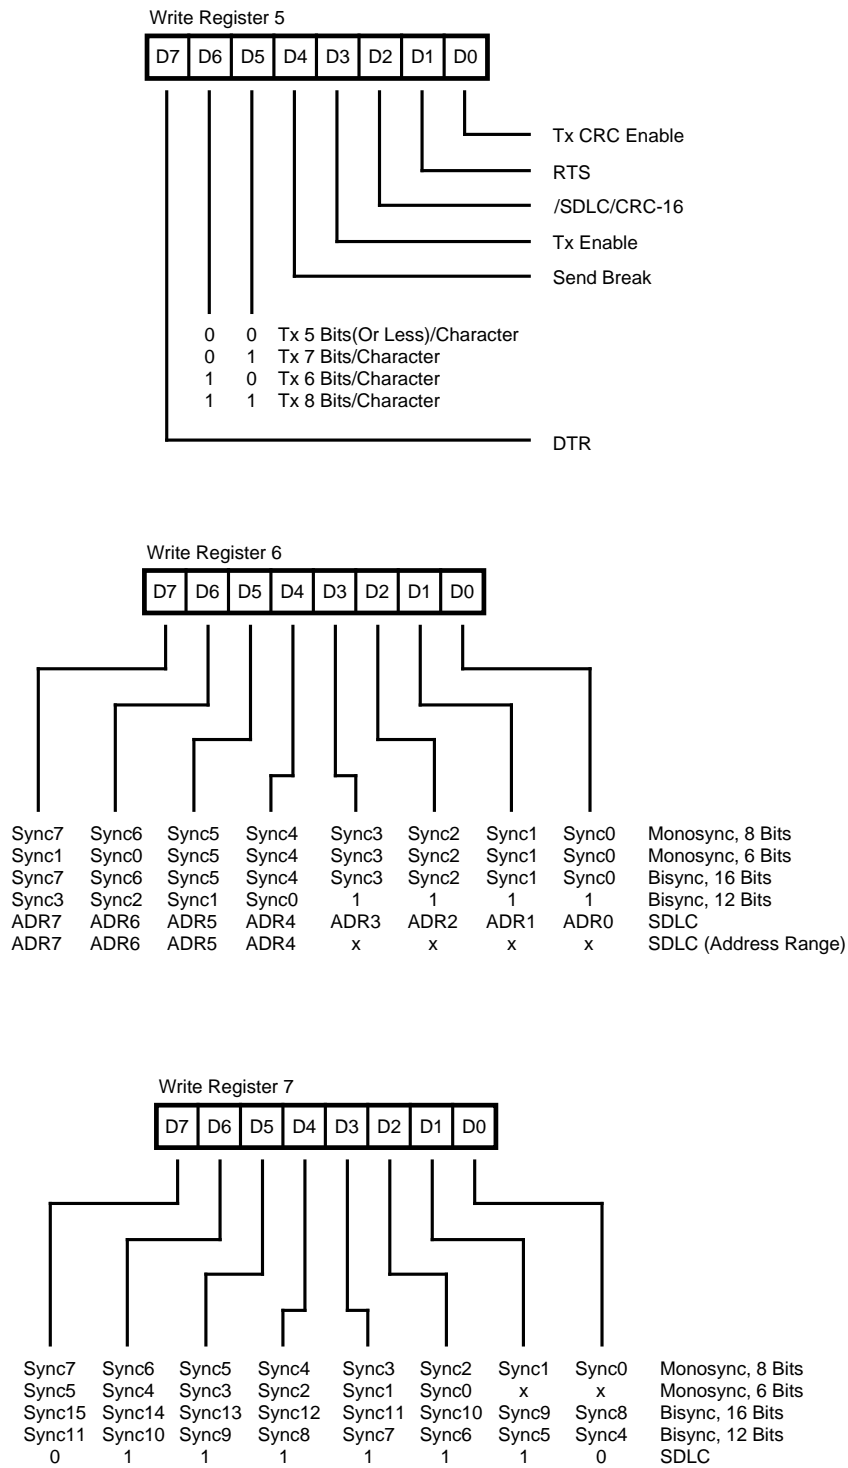 Write Register 5
D7 D6 D5 D4 D3 D2 D1 D0
Tx CRC Enable
RTS
/SDLC/CRC-16
Tx Enable
Send Break
0 0 Tx 5 Bits(Or Less)/Character
0 1 Tx 7 Bits/Character
1 0 Tx 6 Bits/Character
1 1 Tx 8 Bits/Character
DTR
Write Register 6
D7 D6 D5 D4 D3 D2 D1 D0
Sync7 Sync6 Sync5 Sync4 Sync3 Sync2 Sync1 Sync0 Monosync, 8 Bits
Sync1 Sync0 Sync5 Sync4 Sync3 Sync2 Sync1 Sync0 Monosync, 6 Bits
Sync7 Sync6 Sync5 Sync4 Sync3 Sync2 Sync1 Sync0 Bisync, 16 Bits
Sync3 Sync2 Sync1 Sync0 1 1 1 1 Bisync, 12 Bits
ADR7 ADR6 ADR5 ADR4 ADR3 ADR2 ADR1 ADR0 SDLC
ADR7 ADR6 ADR5 ADR4 x x x x SDLC (Address Range)
Write Register 7
D7 D6 D5 D4 D3 D2 D1 D0
Sync7 Sync6 Sync5 Sync4 Sync3 Sync2 Sync1 Sync0 Monosync, 8 Bits
Sync5 Sync4 Sync3 Sync2 Sync1 Sync0 x x Monosync, 6 Bits
Sync15 Sync14 Sync13 Sync12 Sync11 Sync10 Sync9 Sync8 Bisync, 16 Bits
Sync11 Sync10 Sync9 Sync8 Sync7 Sync6 Sync5 Sync4 Bisync, 12 Bits
0 1 1 1 1 1 1 0 SDLC